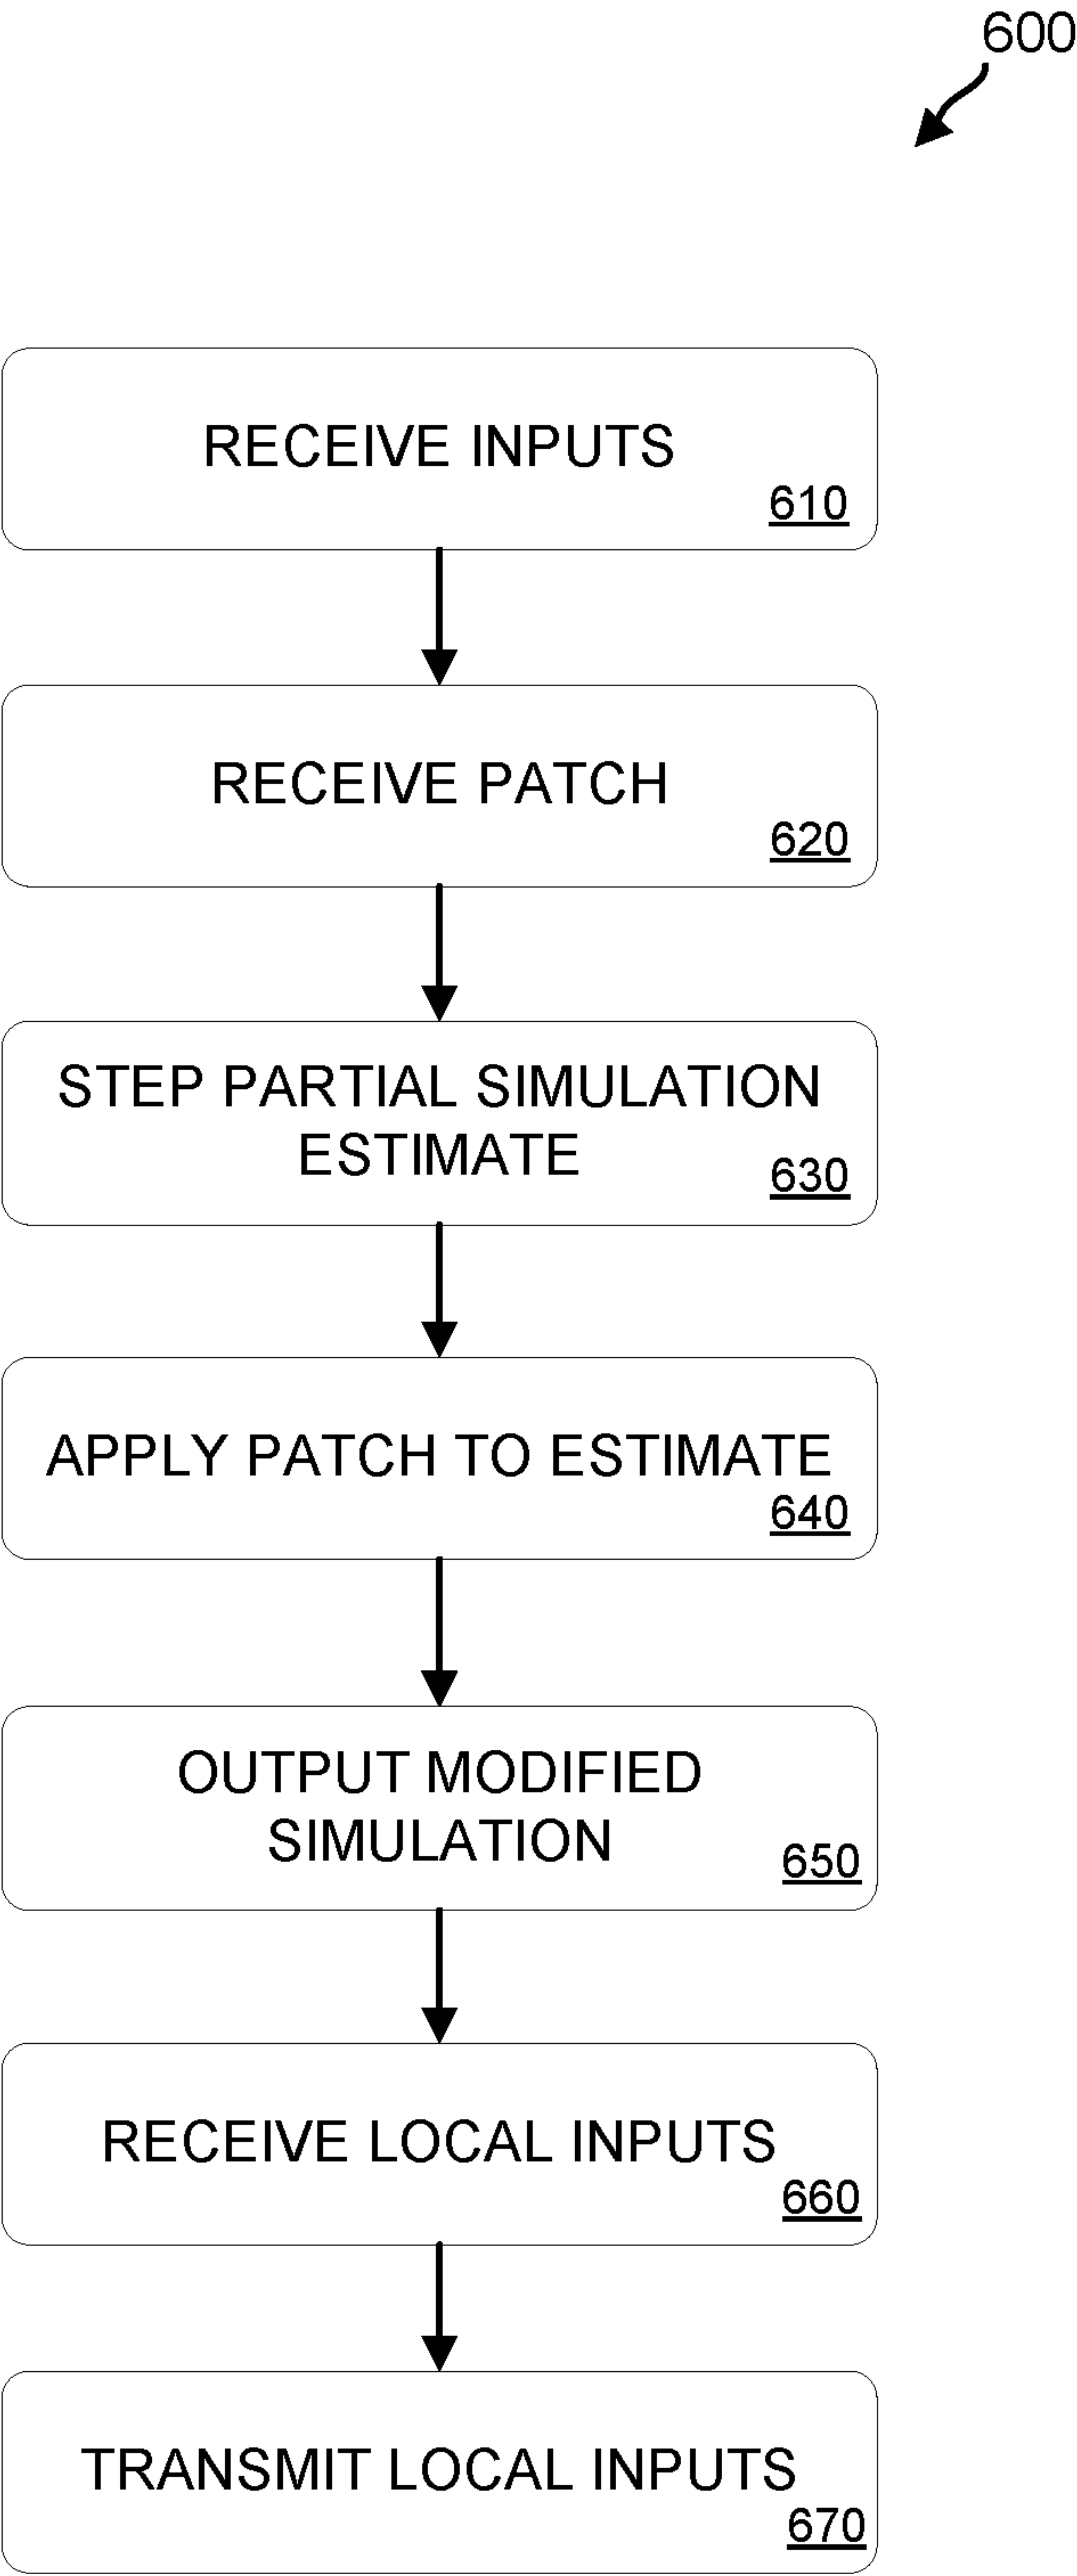 600
RECEIVE INPUTS
610
RECEIVE PATCH
620
STEP PARTIAL SIMULATION
ESTIMATE
630
APPLY PATCH TO ESTIMATE
640
OUTPUT MODIFIED
SIMULATION
650
RECEIVE LOCAL INPUTS
660
TRANSMIT LOCAL INPUTS
670